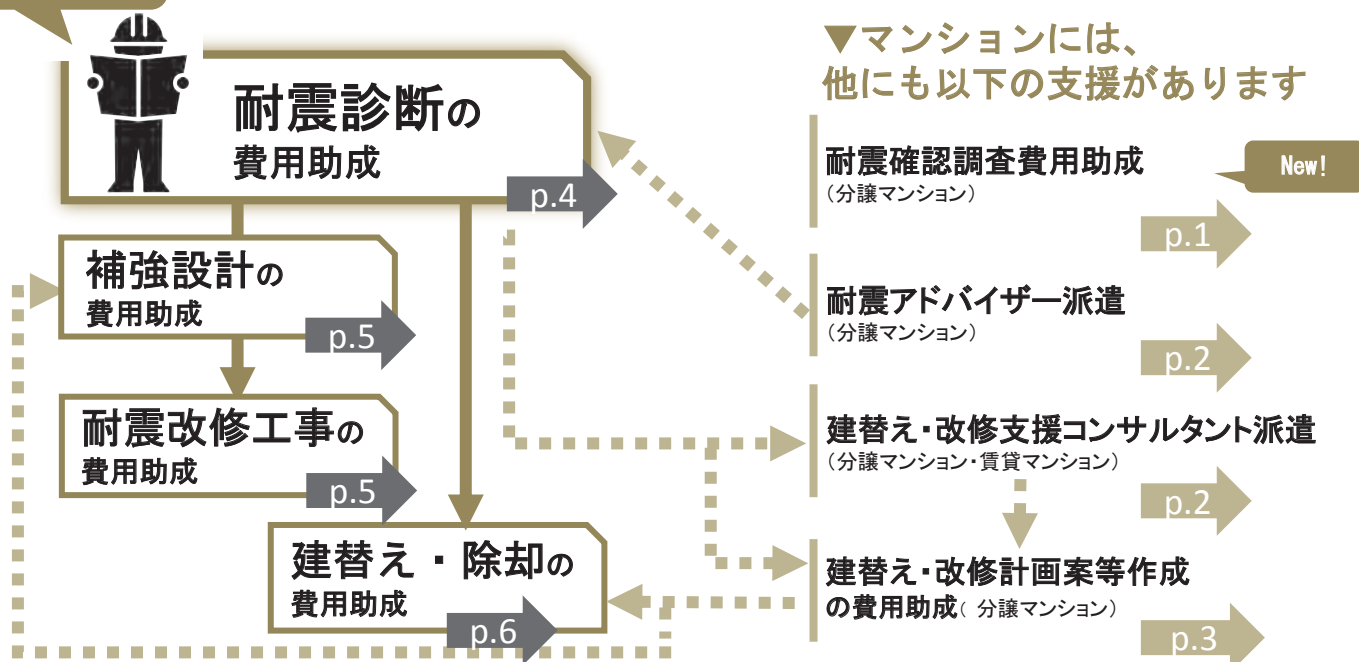 耐震診断の
費用助成
p.4
補強設計の
費用助成
p.5
耐震改修工事の
費用助成
p.5
建替え・除却の
費用助成
p.6
▼マンションには、
他にも以下の支援があります
耐震確認調査費用助成
（分譲マンション）
New!
p.1
耐震アドバイザー派遣
（分譲マンション）
p.2
建替え・改修支援コンサルタント派遣
（分譲マンション・賃貸マンション）
p.2
建替え・改修計画案等作成
の費用助成（ 分譲マンション）
p.3